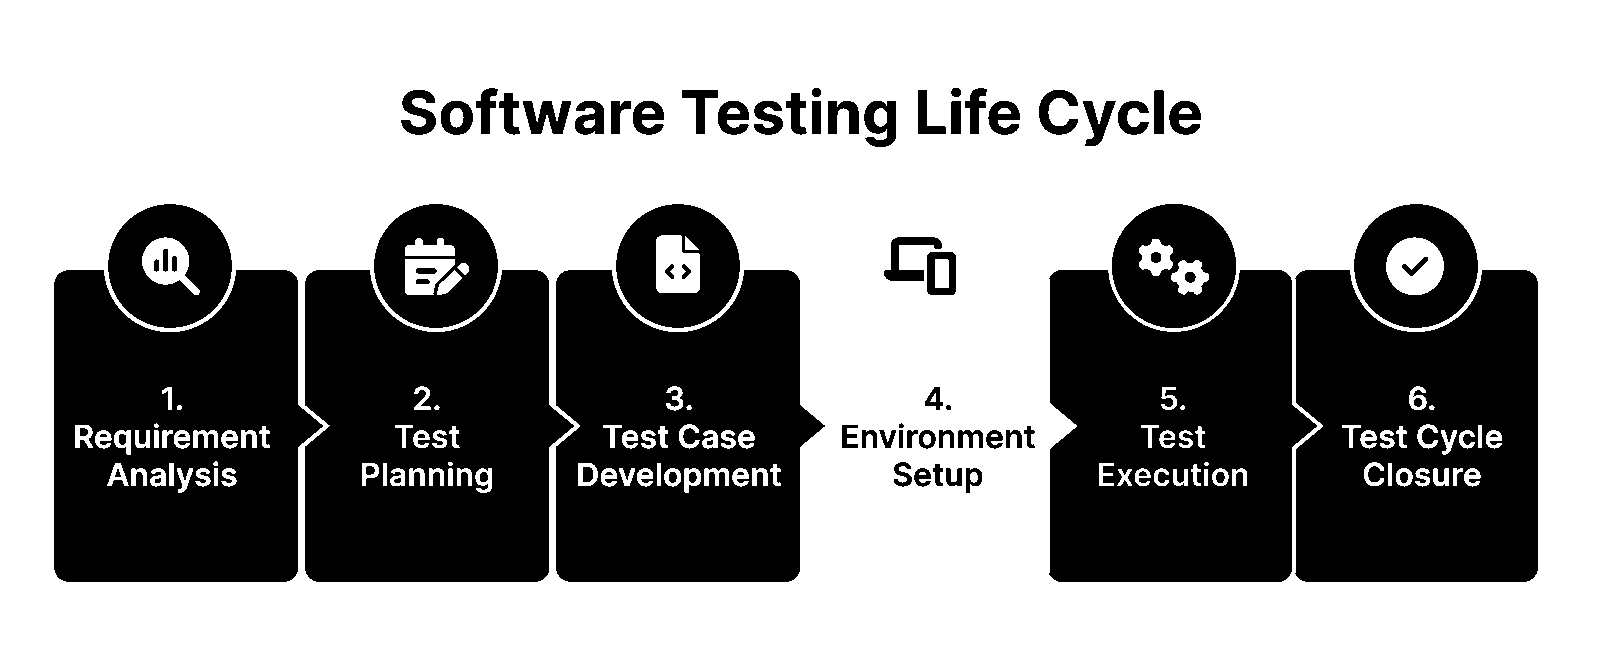 Software Testing Life Cycle
1.
Requirement
Analysis
2.
Test
Planning
3.
Test Case
Development
4.
Environment
Setup
5.
Test
Execution
6.
Test Cycle
Closure